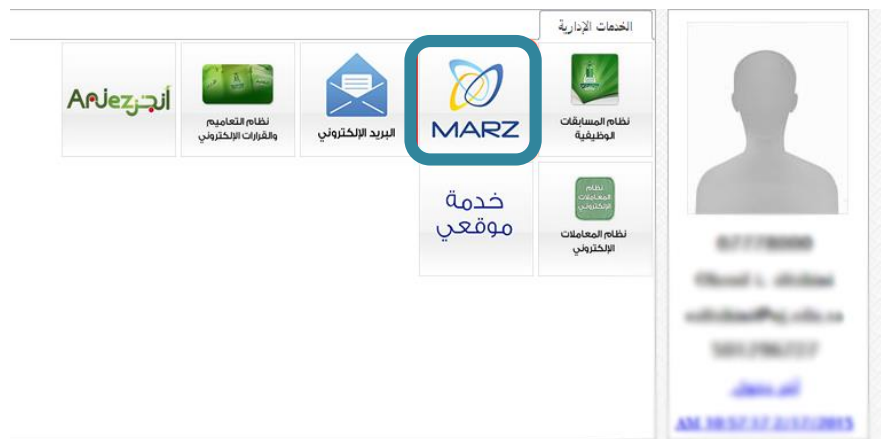 الخدمات الإدارية
نظام المسابقات
الوظيفية
MARZ
البريد الإلكتروني
نظام التعاميم
والقرارات الإلكتروني
Anjez أنجز
نظام
المعاملات
الإلكتروني
نظام المعاملات
الإلكتروني
خدمة
موقعي